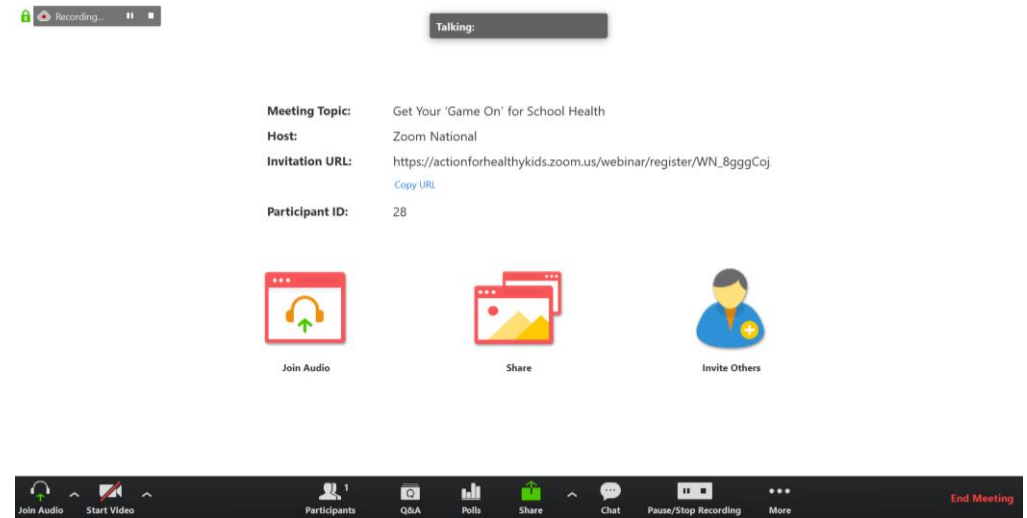 Recording...
Talking:
Meeting Topic: Get Your 'Game On' for School Health
Host: Zoom National
Invitation URL: https://actionforhealthykids.zoom.us/webinar/register/WN_8gggCoj
Copy URL
Participant ID: 28
Join Audio Share Invite Others
Join Audio Start Video Participants 1 Q&A Polls Share Chat Pause/Stop Recording More End Meeting